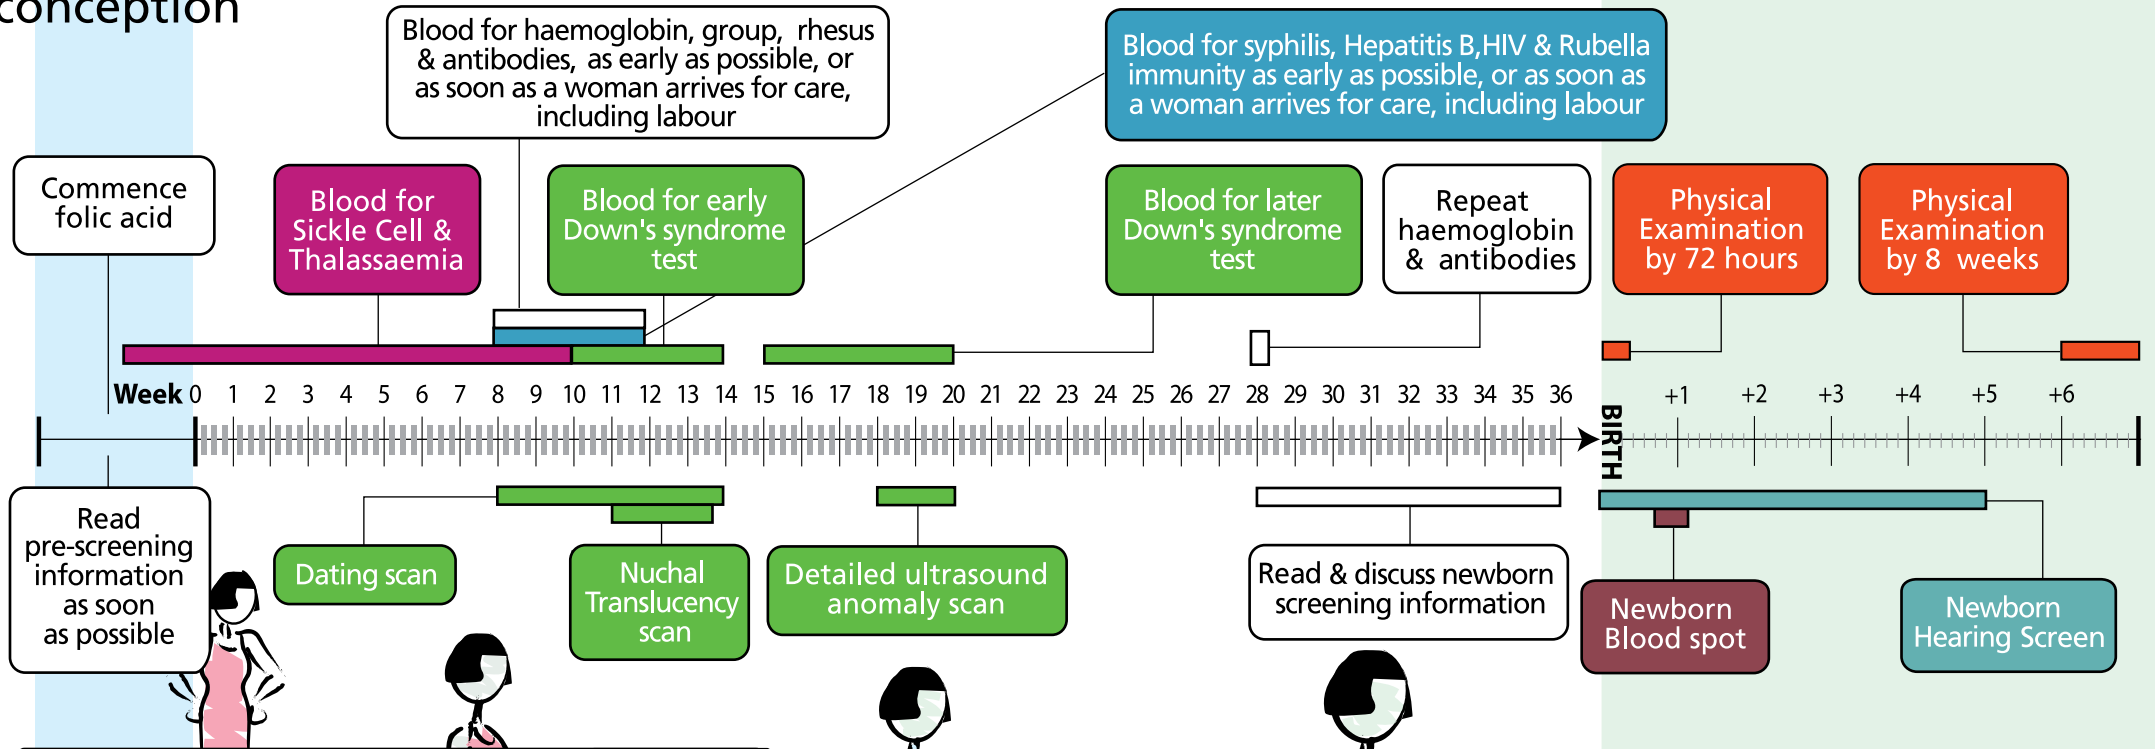 conception
Blood for haemoglobin, group, rhesus
& antibodies, as early as possible, or
as soon as a woman arrives for care,
including labour
Blood for syphilis, Hepatitis B,HIV & Rubella
immunity as early as possible, or as soon as
a woman arrives for care, including labour
Commence
folic acid
Blood for
Sickle Cell &
Thalassaemia
Blood for early
Down's syndrome
test
Blood for later
Down's syndrome
test
Repeat
haemoglobin
& antibodies
Physical
Examination
by 72 hours
Physical
Examination
by 8 weeks
Week 0 1 2 3 4 5 6 7 8 9 10 11 12 13 14 15 16 17 18 19 20 21 22 23 24 25 26 27 28 29 30 31 32 33 34 35 36
BIRTH
+1 +2 +3 +4 +5 +6
Read
pre-screening
information
as soon
as possible
Dating scan
Nuchal
Translucency
scan
Detailed ultrasound
anomaly scan
Read & discuss newborn
screening information
Newborn
Blood spot
Newborn
Hearing Screen